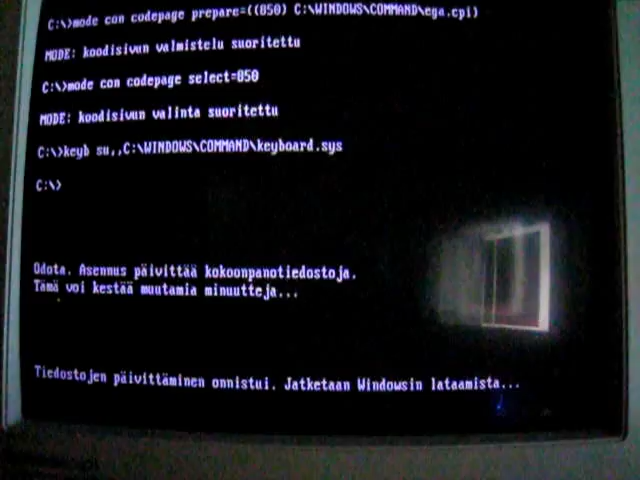 C:\>mode con codepage prepare=((850) C:\WINDOWS\COMMAND\ega.cpi)
MODE: koodisivun valmistelu suoritettu
C:\>mode con codepage select=850
MODE: koodisivun valinta suoritettu
C:\>keyb su,,C:\WINDOWS\COMMAND\keyboard.sys
C:\>
Odota. Asennus päivittää kokoonpanotiedostoja.
Tämä voi kestää muutamia minuutteja...
Tiedostojen päivittäminen onnistui. Jatketaan Windowsin lataamista...